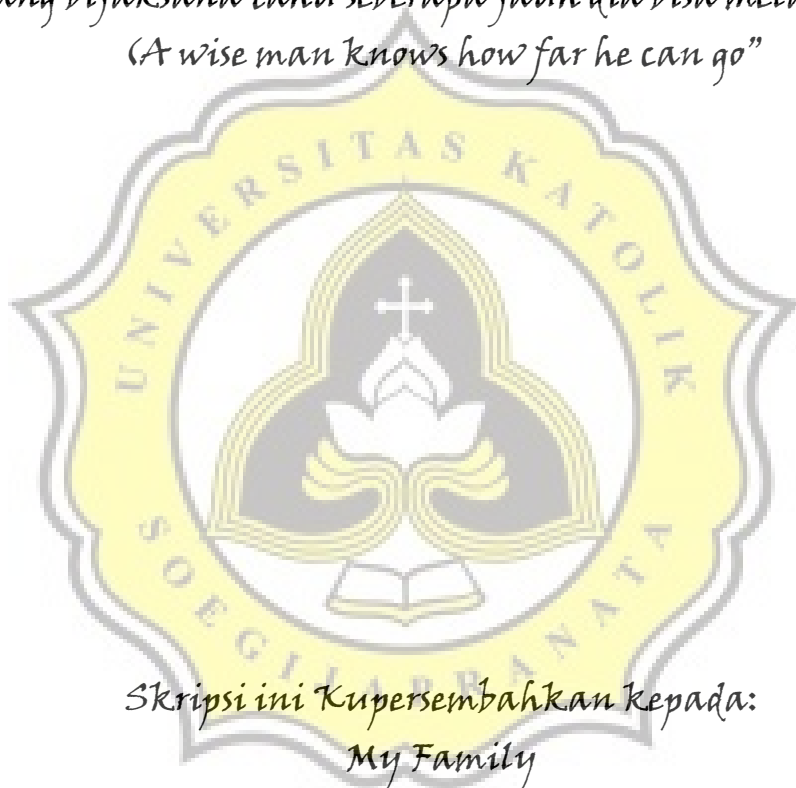 (A wise man knows how far he can go"
UNIVERSITAS KATOLIK
SOEGIJAPRANATA
Skripsi ini Kupersembahkan kepada:
My Family